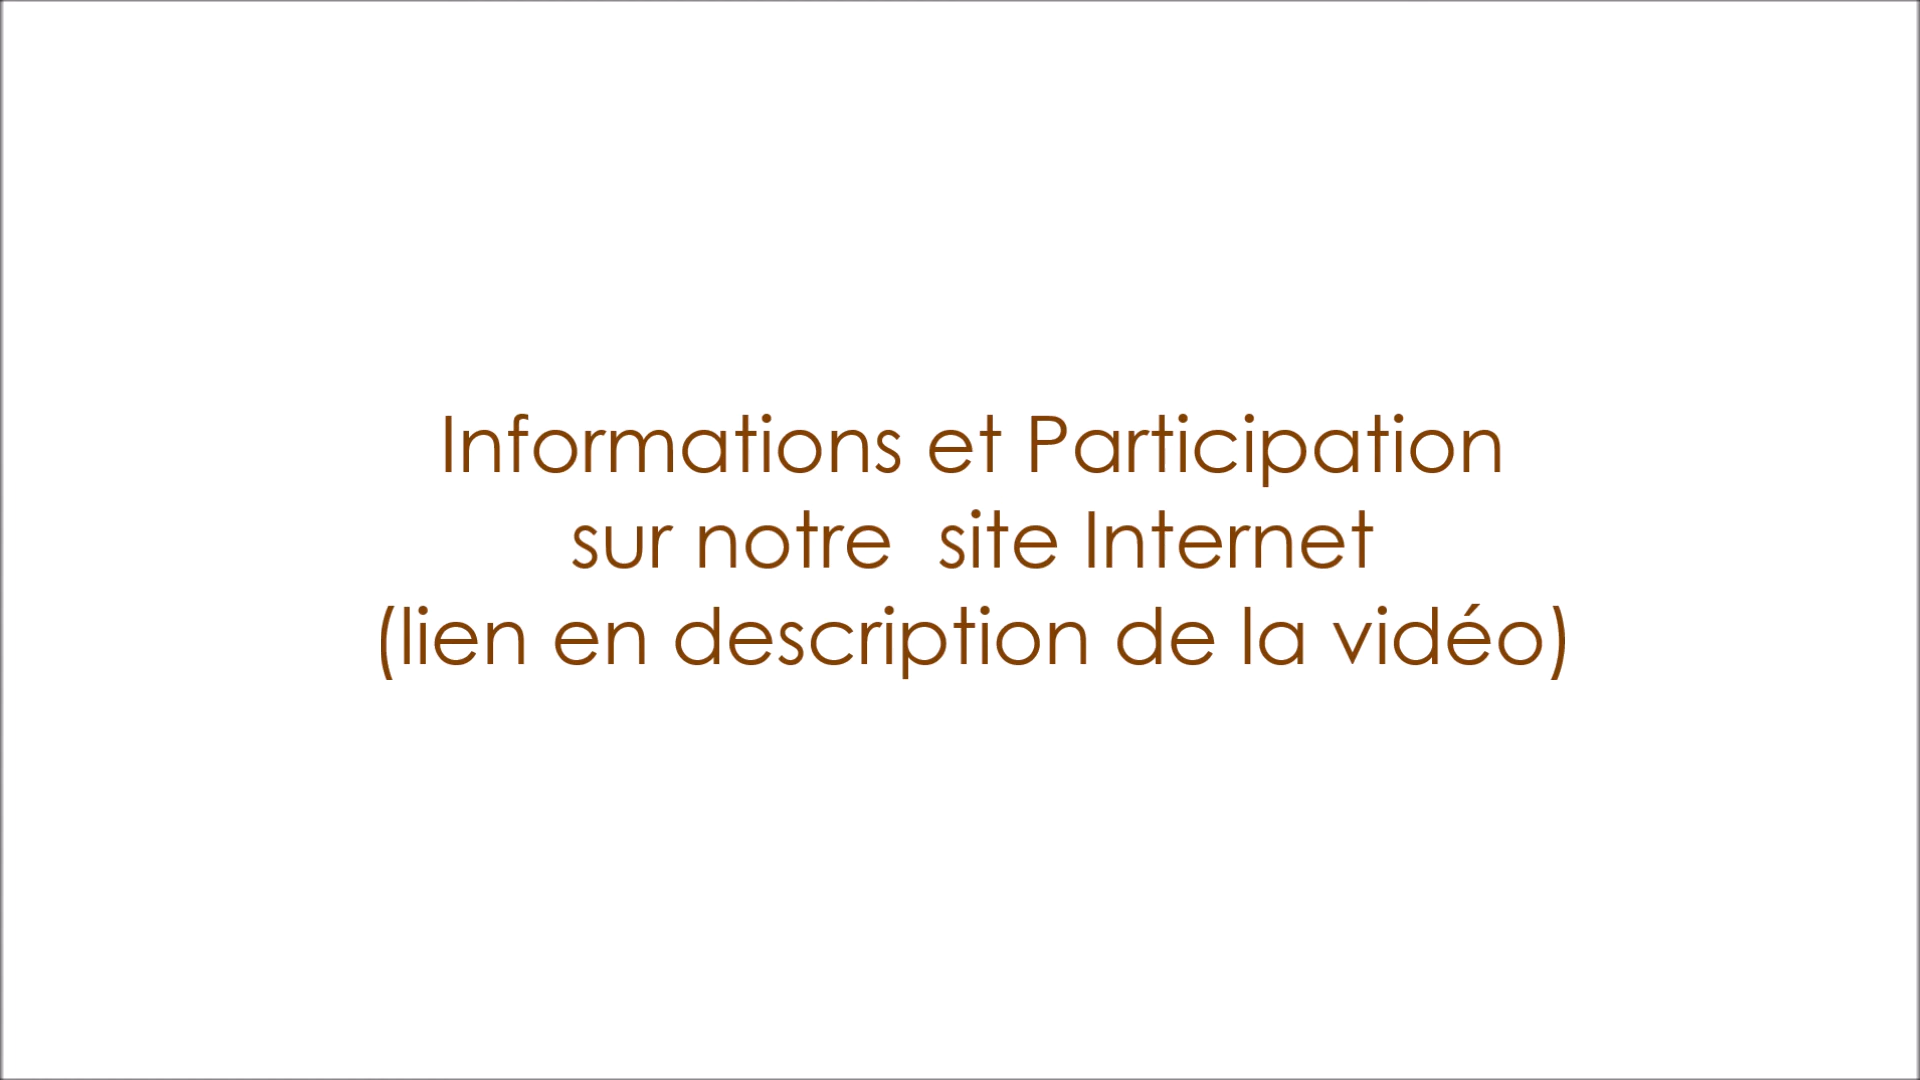 Informations et Participation
sur notre  site Internet
(lien en description de la vidéo)